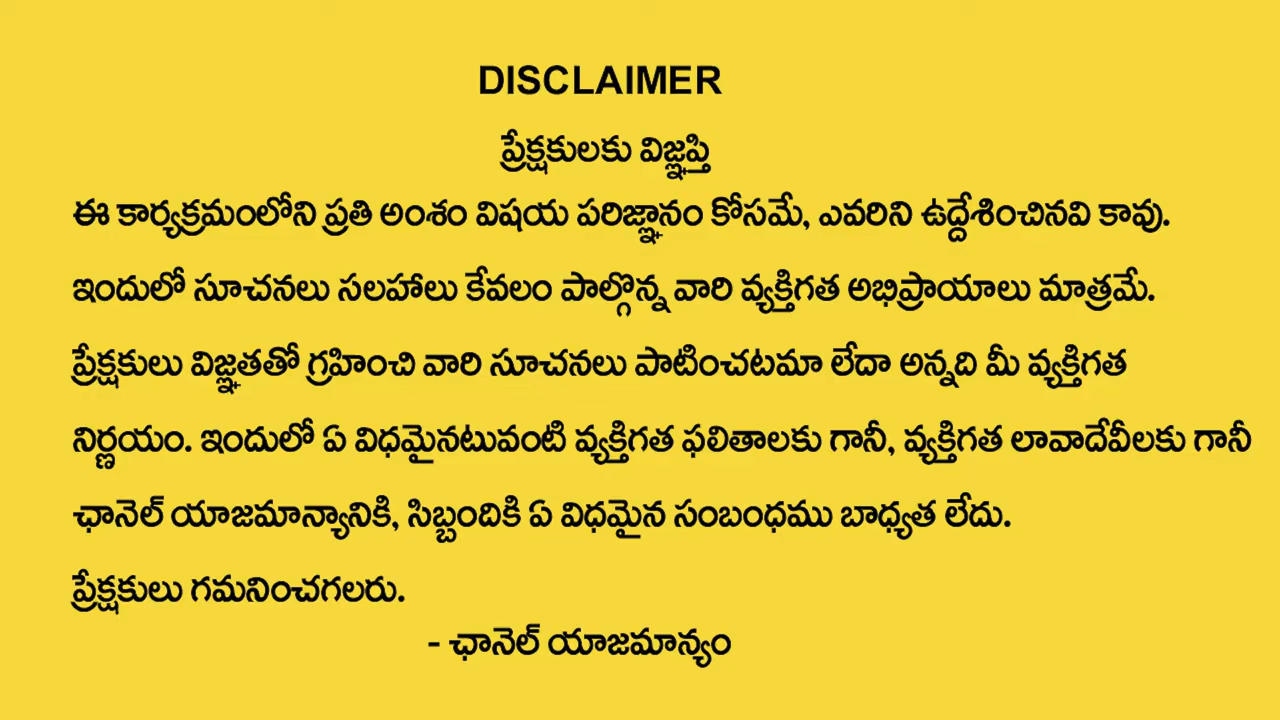 DISCLAIMER
ప్రేక్షకులకు విజ్ఞప్తి
ఈ కార్యక్రమంలోని ప్రతి అంశం విషయ పరిజ్ఞానం కోసమే, ఎవరిని ఉద్దేశించినవి కావు.
ఇందులో సూచనలు సలహాలు కేవలం పాల్గొన్న వారి వ్యక్తిగత అభిప్రాయాలు మాత్రమే.
ప్రేక్షకులు విజ్ఞతతో గ్రహించి వారి సూచనలు పాటించటమా లేదా అన్నది మీ వ్యక్తిగత
నిర్ణయం. ఇందులో ఏ విధమైనటువంటి వ్యక్తిగత ఫలితాలకు గానీ, వ్యక్తిగత లావాదేవీలకు గానీ
ఛానెల్ యాజమాన్యానికి, సిబ్బందికి ఏ విధమైన సంబంధము బాధ్యత లేదు.
ప్రేక్షకులు గమనించగలరు.
- ఛానెల్ యాజమాన్యం